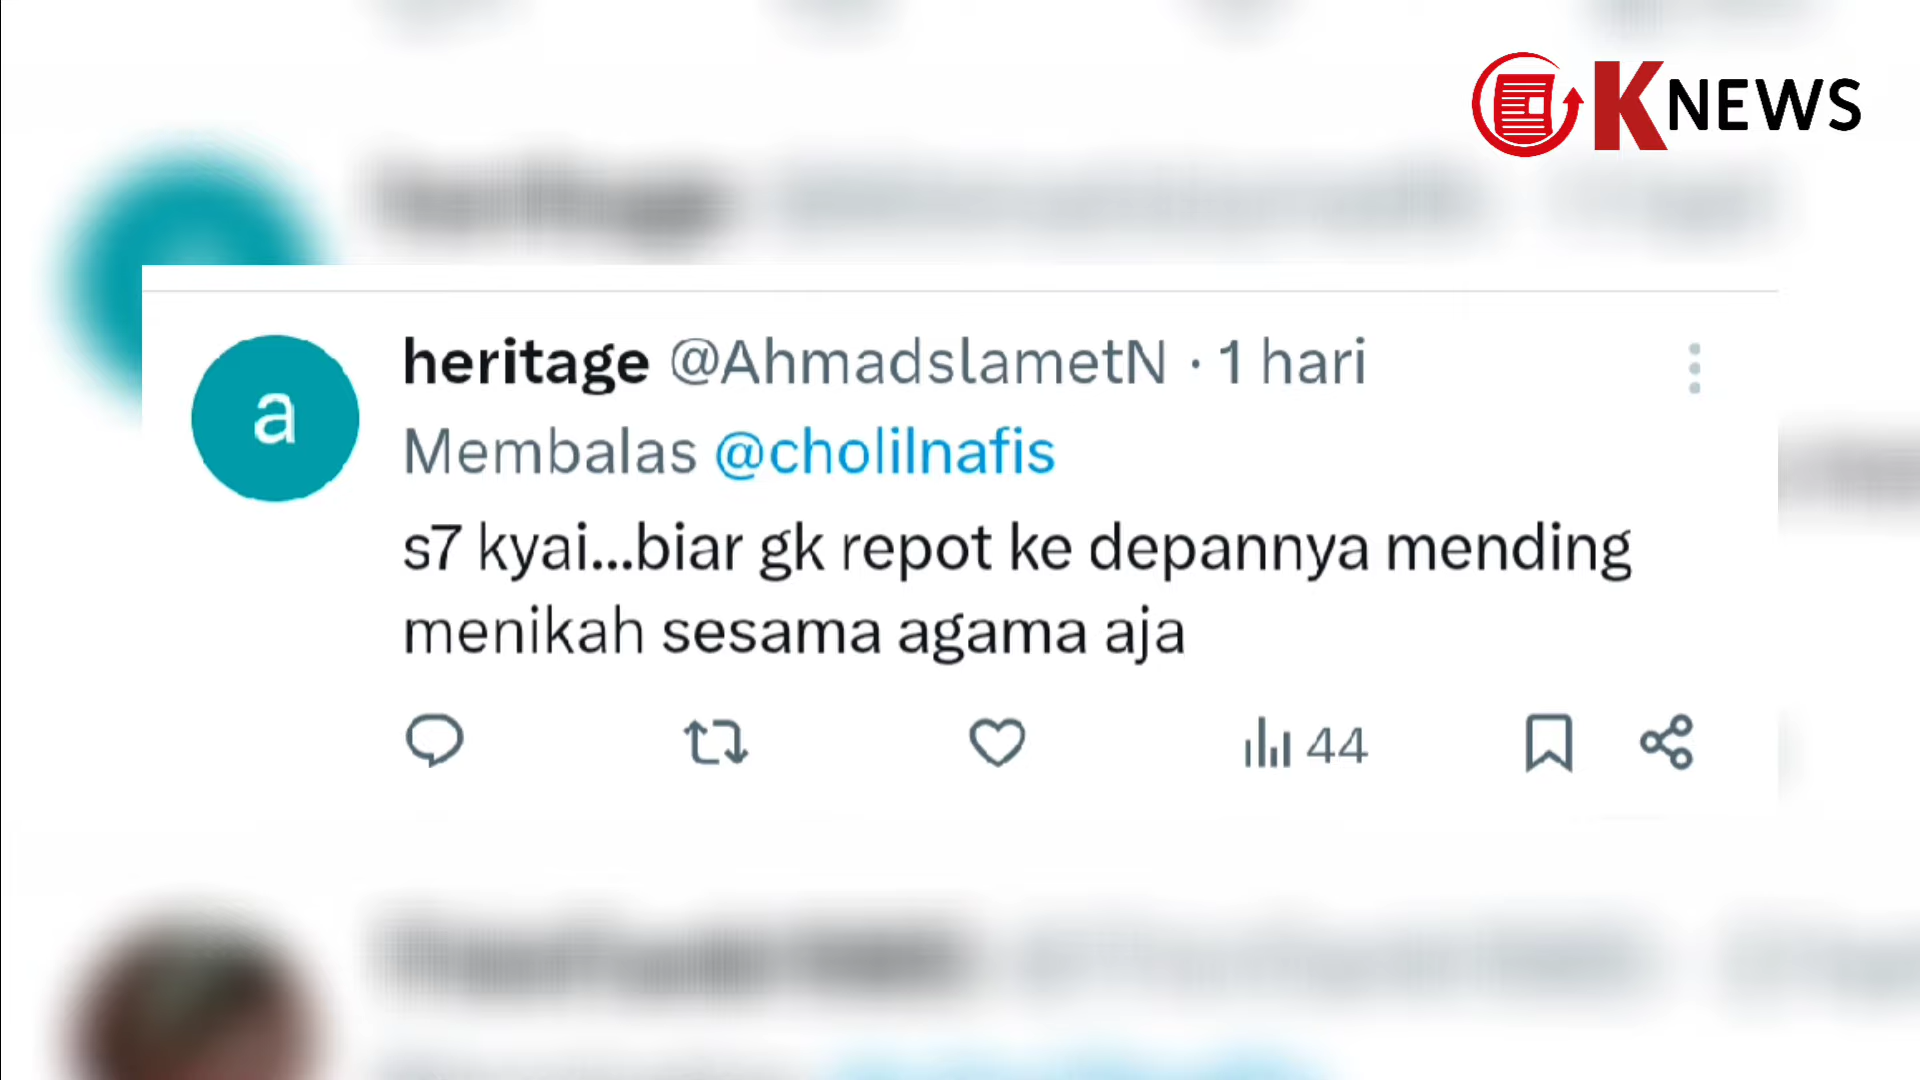 KNEWS
heritage @AhmadslametN · 1 hari
a
Membalas @cholilnafis
s7 kyai...biar gk repot ke depannya mending
menikah sesama agama aja
44